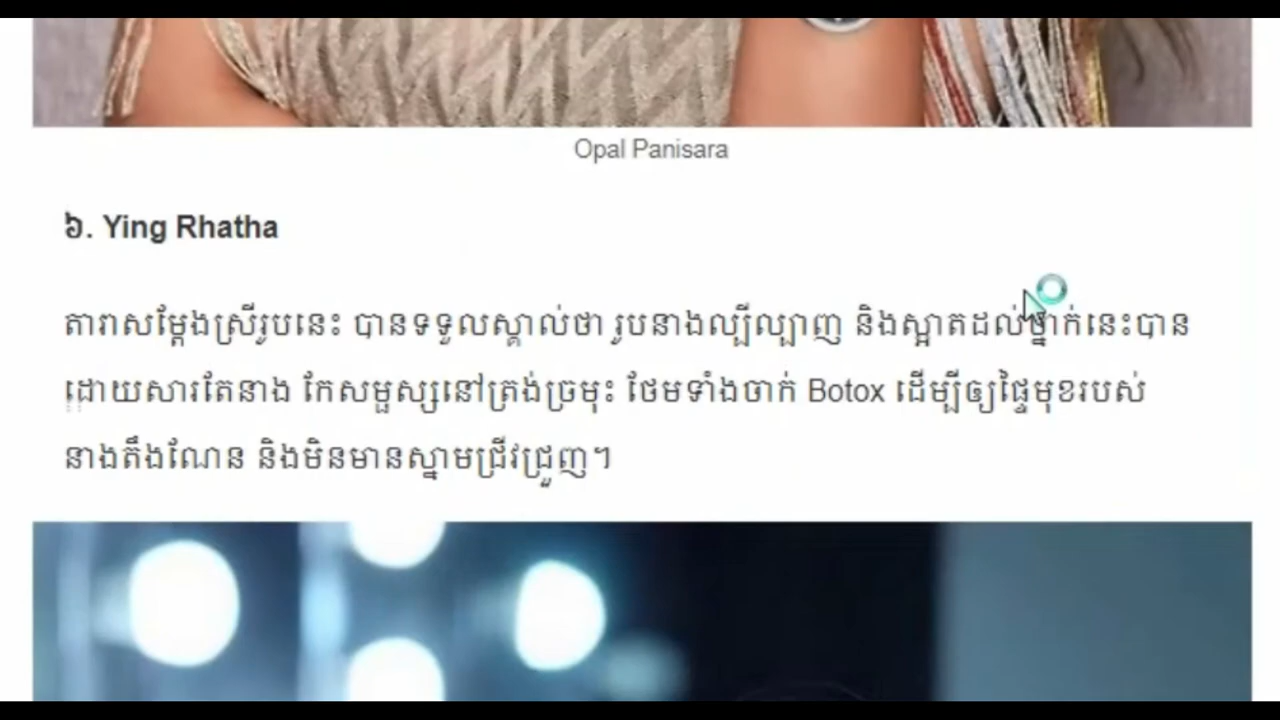 Opal Panisara
៦. Ying Rhatha
តារាសម្ដែងស្រីរូបនេះ បានទទួលស្គាល់ថា រូបនាងល្បីល្បាញ និងស្អាតដល់ថ្នាក់នេះបាន
ដោយសារតែនាង កែសម្ផស្សនៅត្រង់ច្រមុះ ថែមទាំងចាក់ Botox ដើម្បីឲ្យផ្ទៃមុខរបស់
នាងតឹងណែន និងមិនមានស្នាមជ្រីវជ្រួញ។